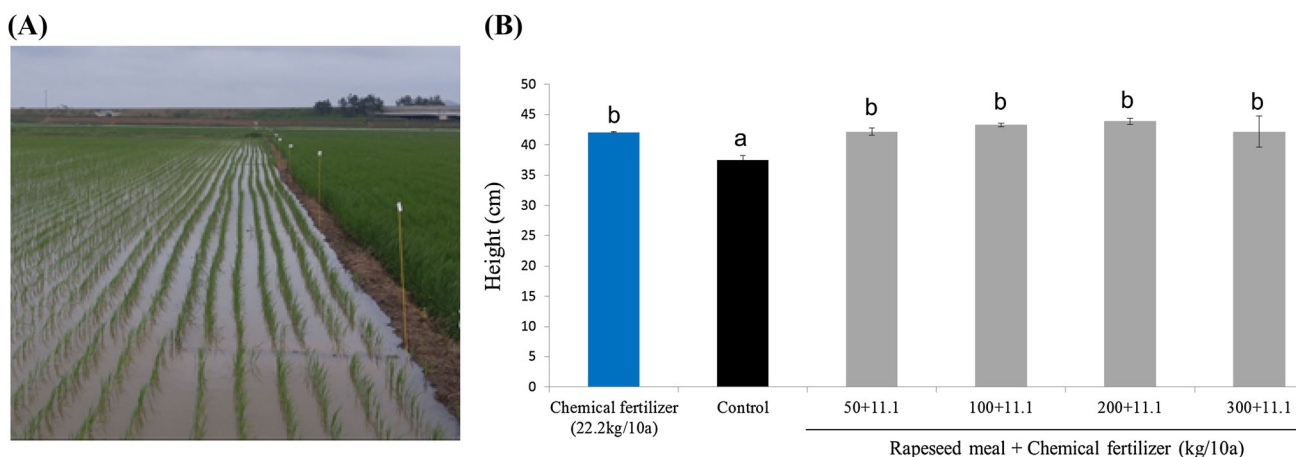 (A)
(B)
50
45
40
35
30
25
20
15
10
5
0
Height (cm)
b
a
b
b
b
b
Chemical fertilizer
(22.2kg/10a)
Control
50+11.1
100+11.1
200+11.1
300+11.1
Rapeseed meal + Chemical fertilizer (kg/10a)